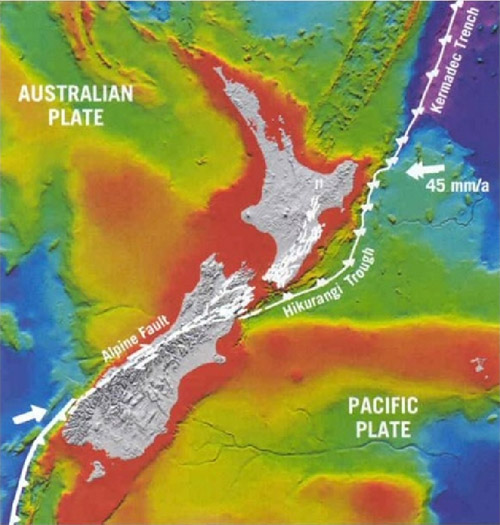 Kermadec Trench
AUSTRALIAN
PLATE
45 mm/a
Hikurangi Trough
Alpine Fault
PACIFIC
PLATE